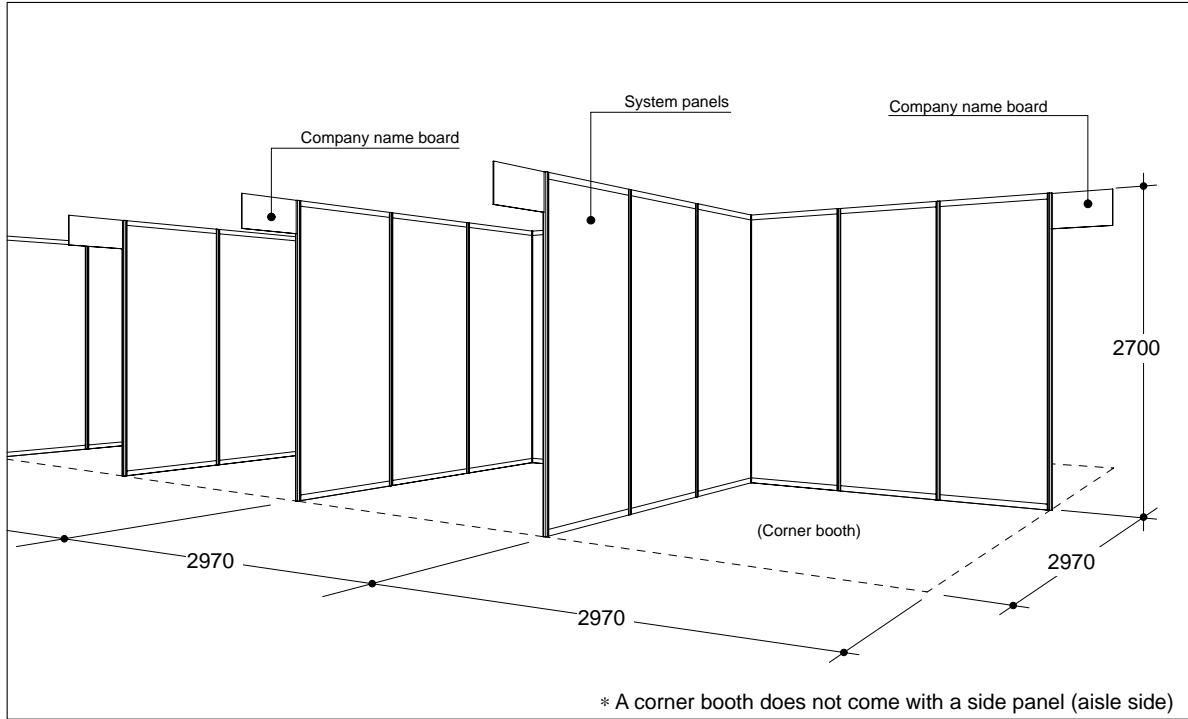 System panels
Company name board
Company name board
2700
(Corner booth)
2970
2970
2970
* A corner booth does not come with a side panel (aisle side)